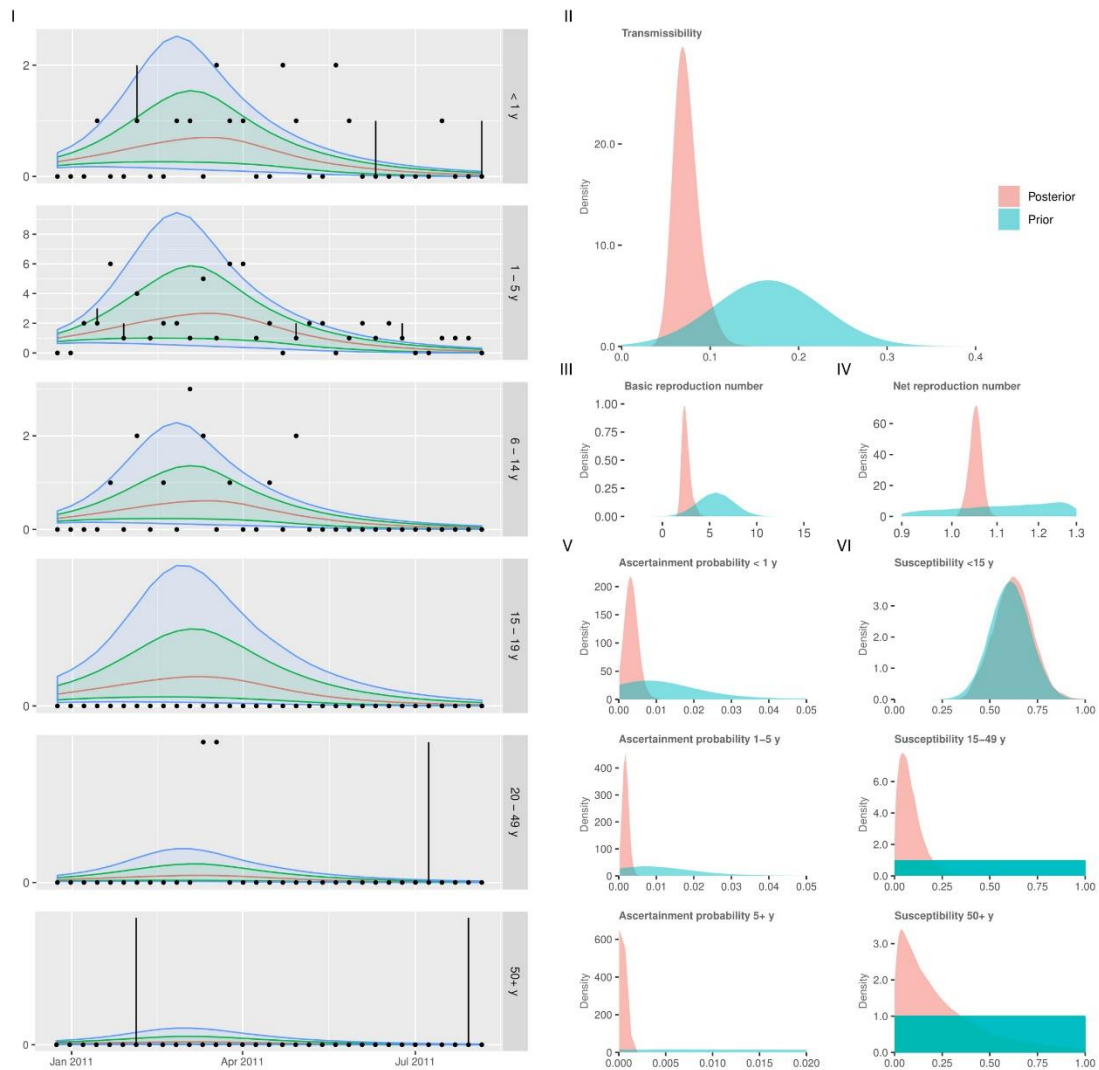 I
2
0
< 1 y
8
6
4
2
0
1 – 5 y
2
0
6 – 14 y
0
15 – 19 y
0
20 – 49 y
0
50+ y
Jan 2011 Apr 2011 Jul 2011
II
Transmissibility
Density
20.0
10.0
0.0
0.0 0.1 0.2 0.3 0.4
Posterior
Prior
III
Basic reproduction number
Density
1.00
0.75
0.50
0.25
0.00
0 5 10 15
IV
Net reproduction number
Density
60
40
20
0
0.9 1.0 1.1 1.2 1.3
V
Ascertainment probability < 1 y
Density
200
150
100
50
0
0.00 0.01 0.02 0.03 0.04 0.05
Ascertainment probability 1–5 y
Density
400
300
200
100
0
0.00 0.01 0.02 0.03 0.04 0.05
Ascertainment probability 5+ y
Density
600
400
200
0
0.000 0.005 0.010 0.015 0.020
VI
Susceptibility <15 y
Density
3.0
2.0
1.0
0.0
0.00 0.25 0.50 0.75 1.00
Susceptibility 15–49 y
Density
6.0
4.0
2.0
0.0
0.00 0.25 0.50 0.75 1.00
Susceptibility 50+ y
Density
3.0
2.0
1.0
0.0
0.00 0.25 0.50 0.75 1.00